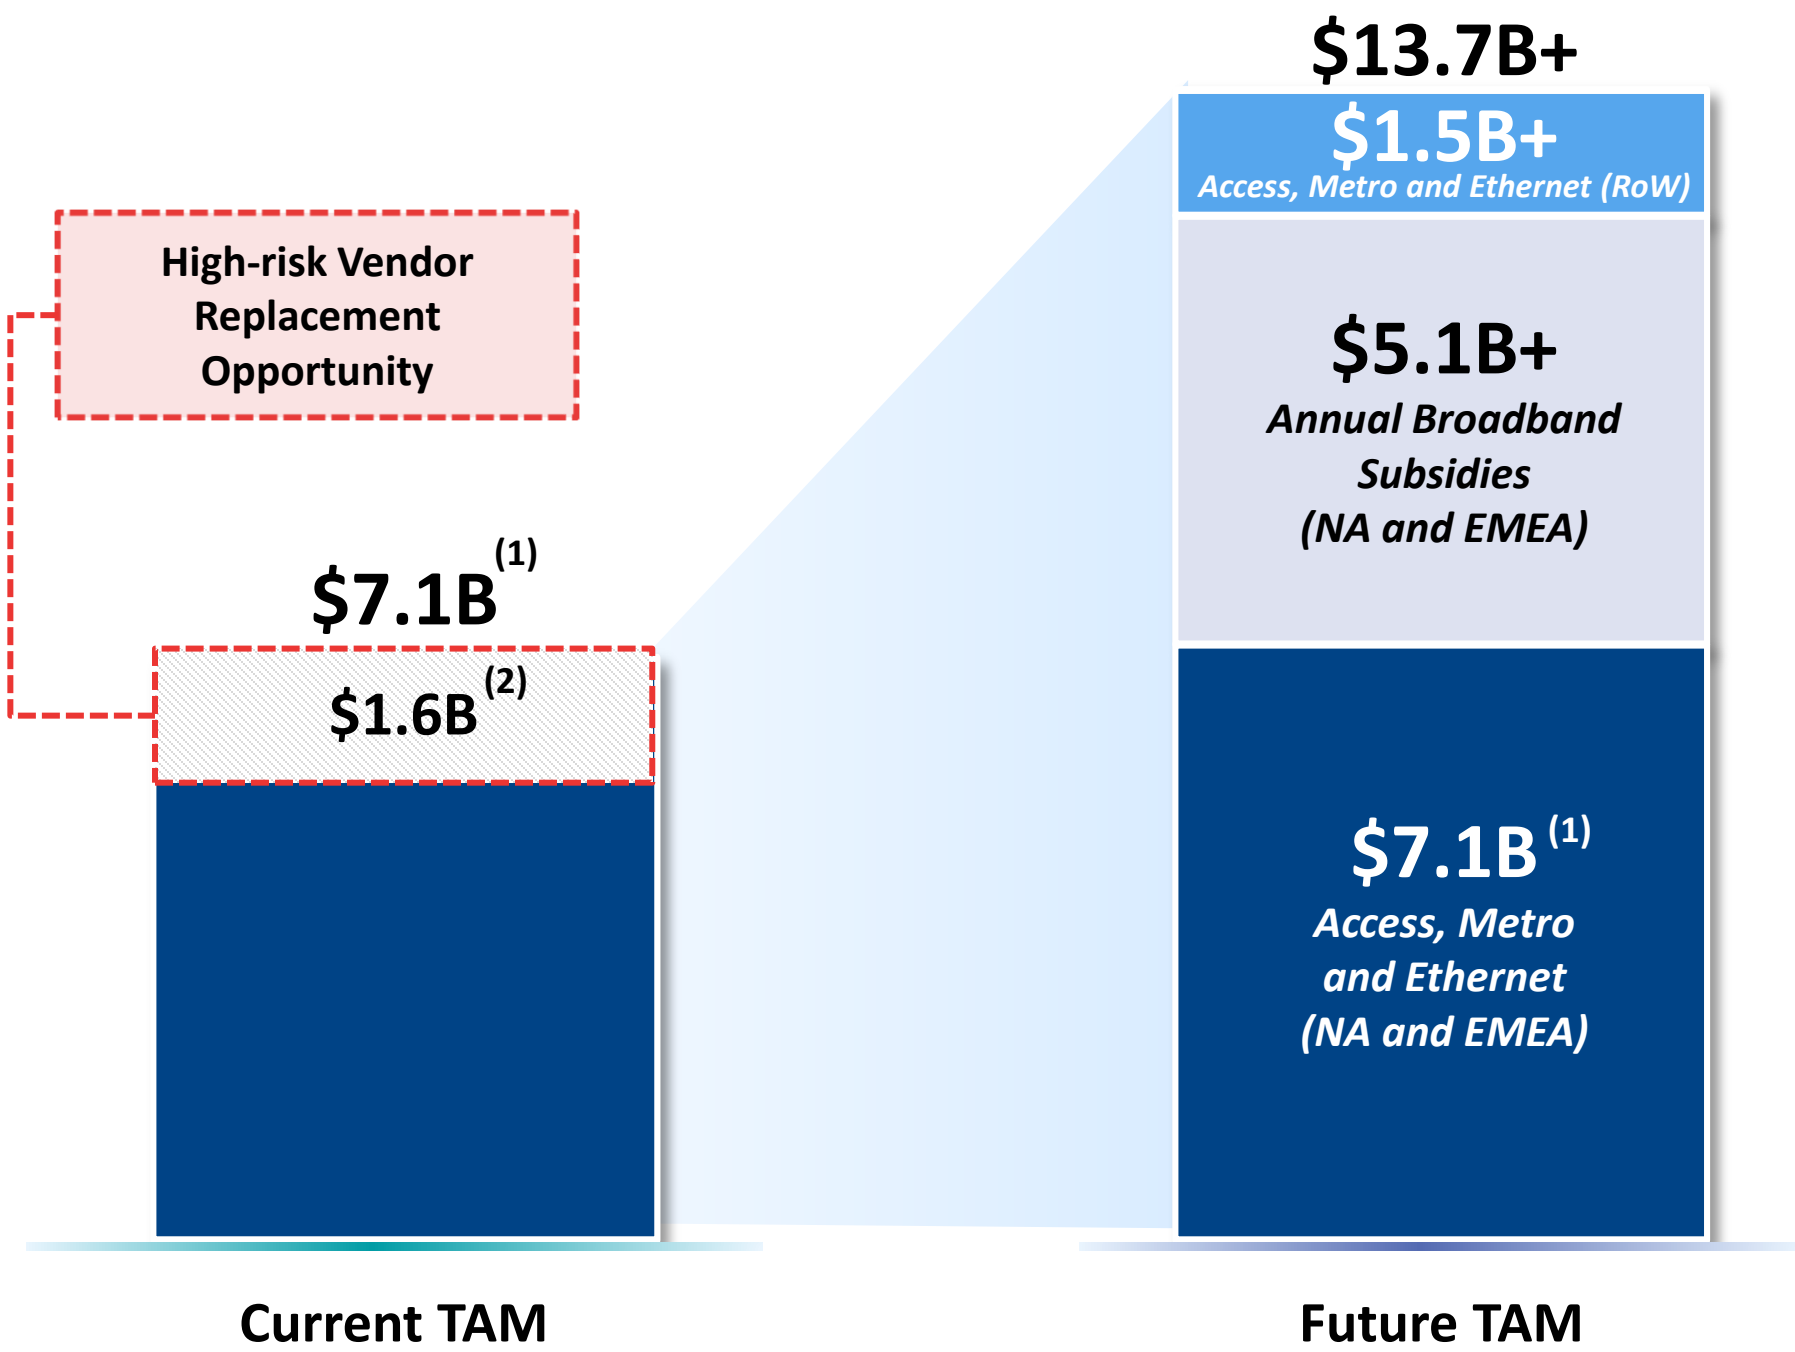 High-risk Vendor
Replacement
Opportunity
$7.1B(1)
$1.6B(2)
Current TAM
$13.7B+
$1.5B+
Access, Metro and Ethernet (RoW)
$5.1B+
Annual Broadband
Subsidies
(NA and EMEA)
$7.1B (1)
Access, Metro
and Ethernet
(NA and EMEA)
Future TAM